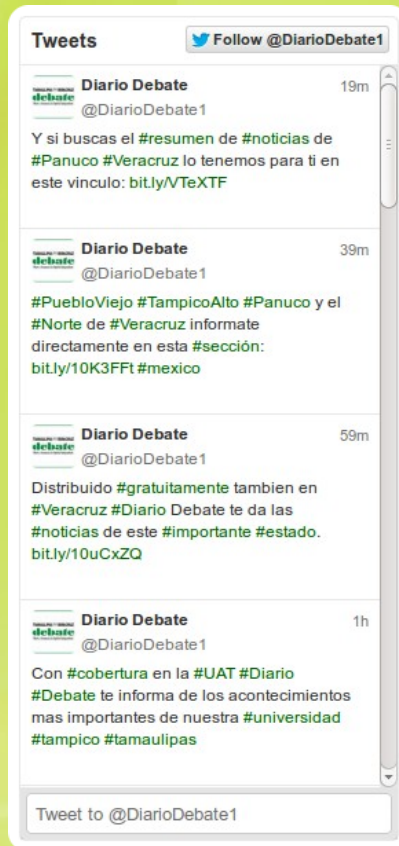 Tweets
Follow @DiarioDebate1
debate
Diario Debate
19m
@DiarioDebate1
Y si buscas el #resumen de #noticias de
#Panuco #Veracruz lo tenemos para ti en
este vinculo: bit.ly/VTeXTF
debate
Diario Debate
39m
@DiarioDebate1
#PuebloViejo #TampicoAlto #Panuco y el
#Norte de #Veracruz informate
directamente en esta #sección:
bit.ly/10K3FFt #mexico
debate
Diario Debate
59m
@DiarioDebate1
Distribuido #gratuitamente tambien en
#Veracruz #Diario Debate te da las
#noticias de este #importante #estado.
bit.ly/10uCxZQ
debate
Diario Debate
1h
@DiarioDebate1
Con #cobertura en la #UAT #Diario
#Debate te informa de los acontecimientos
mas importantes de nuestra #universidad
#tampico #tamaulipas
Tweet to @DiarioDebate1